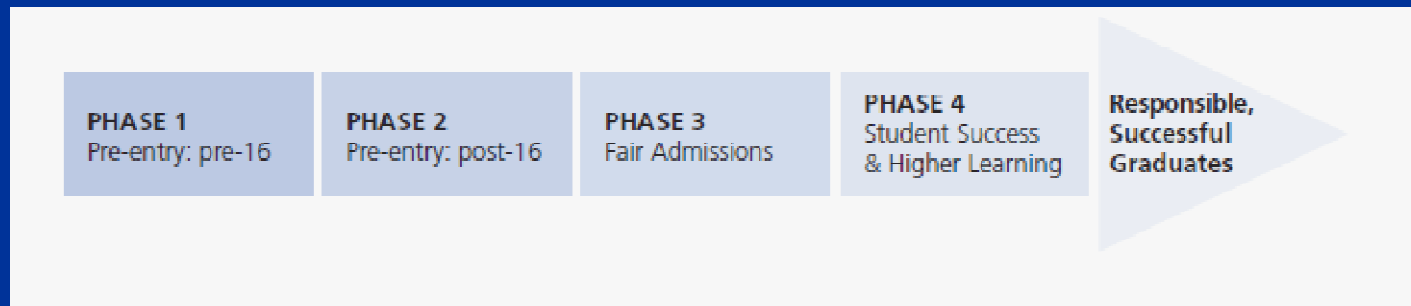 PHASE 1
Pre-entry: pre-16
PHASE 2
Pre-entry: post-16
PHASE 3
Fair Admissions
PHASE 4
Student Success
& Higher Learning
Responsible,
Successful
Graduates